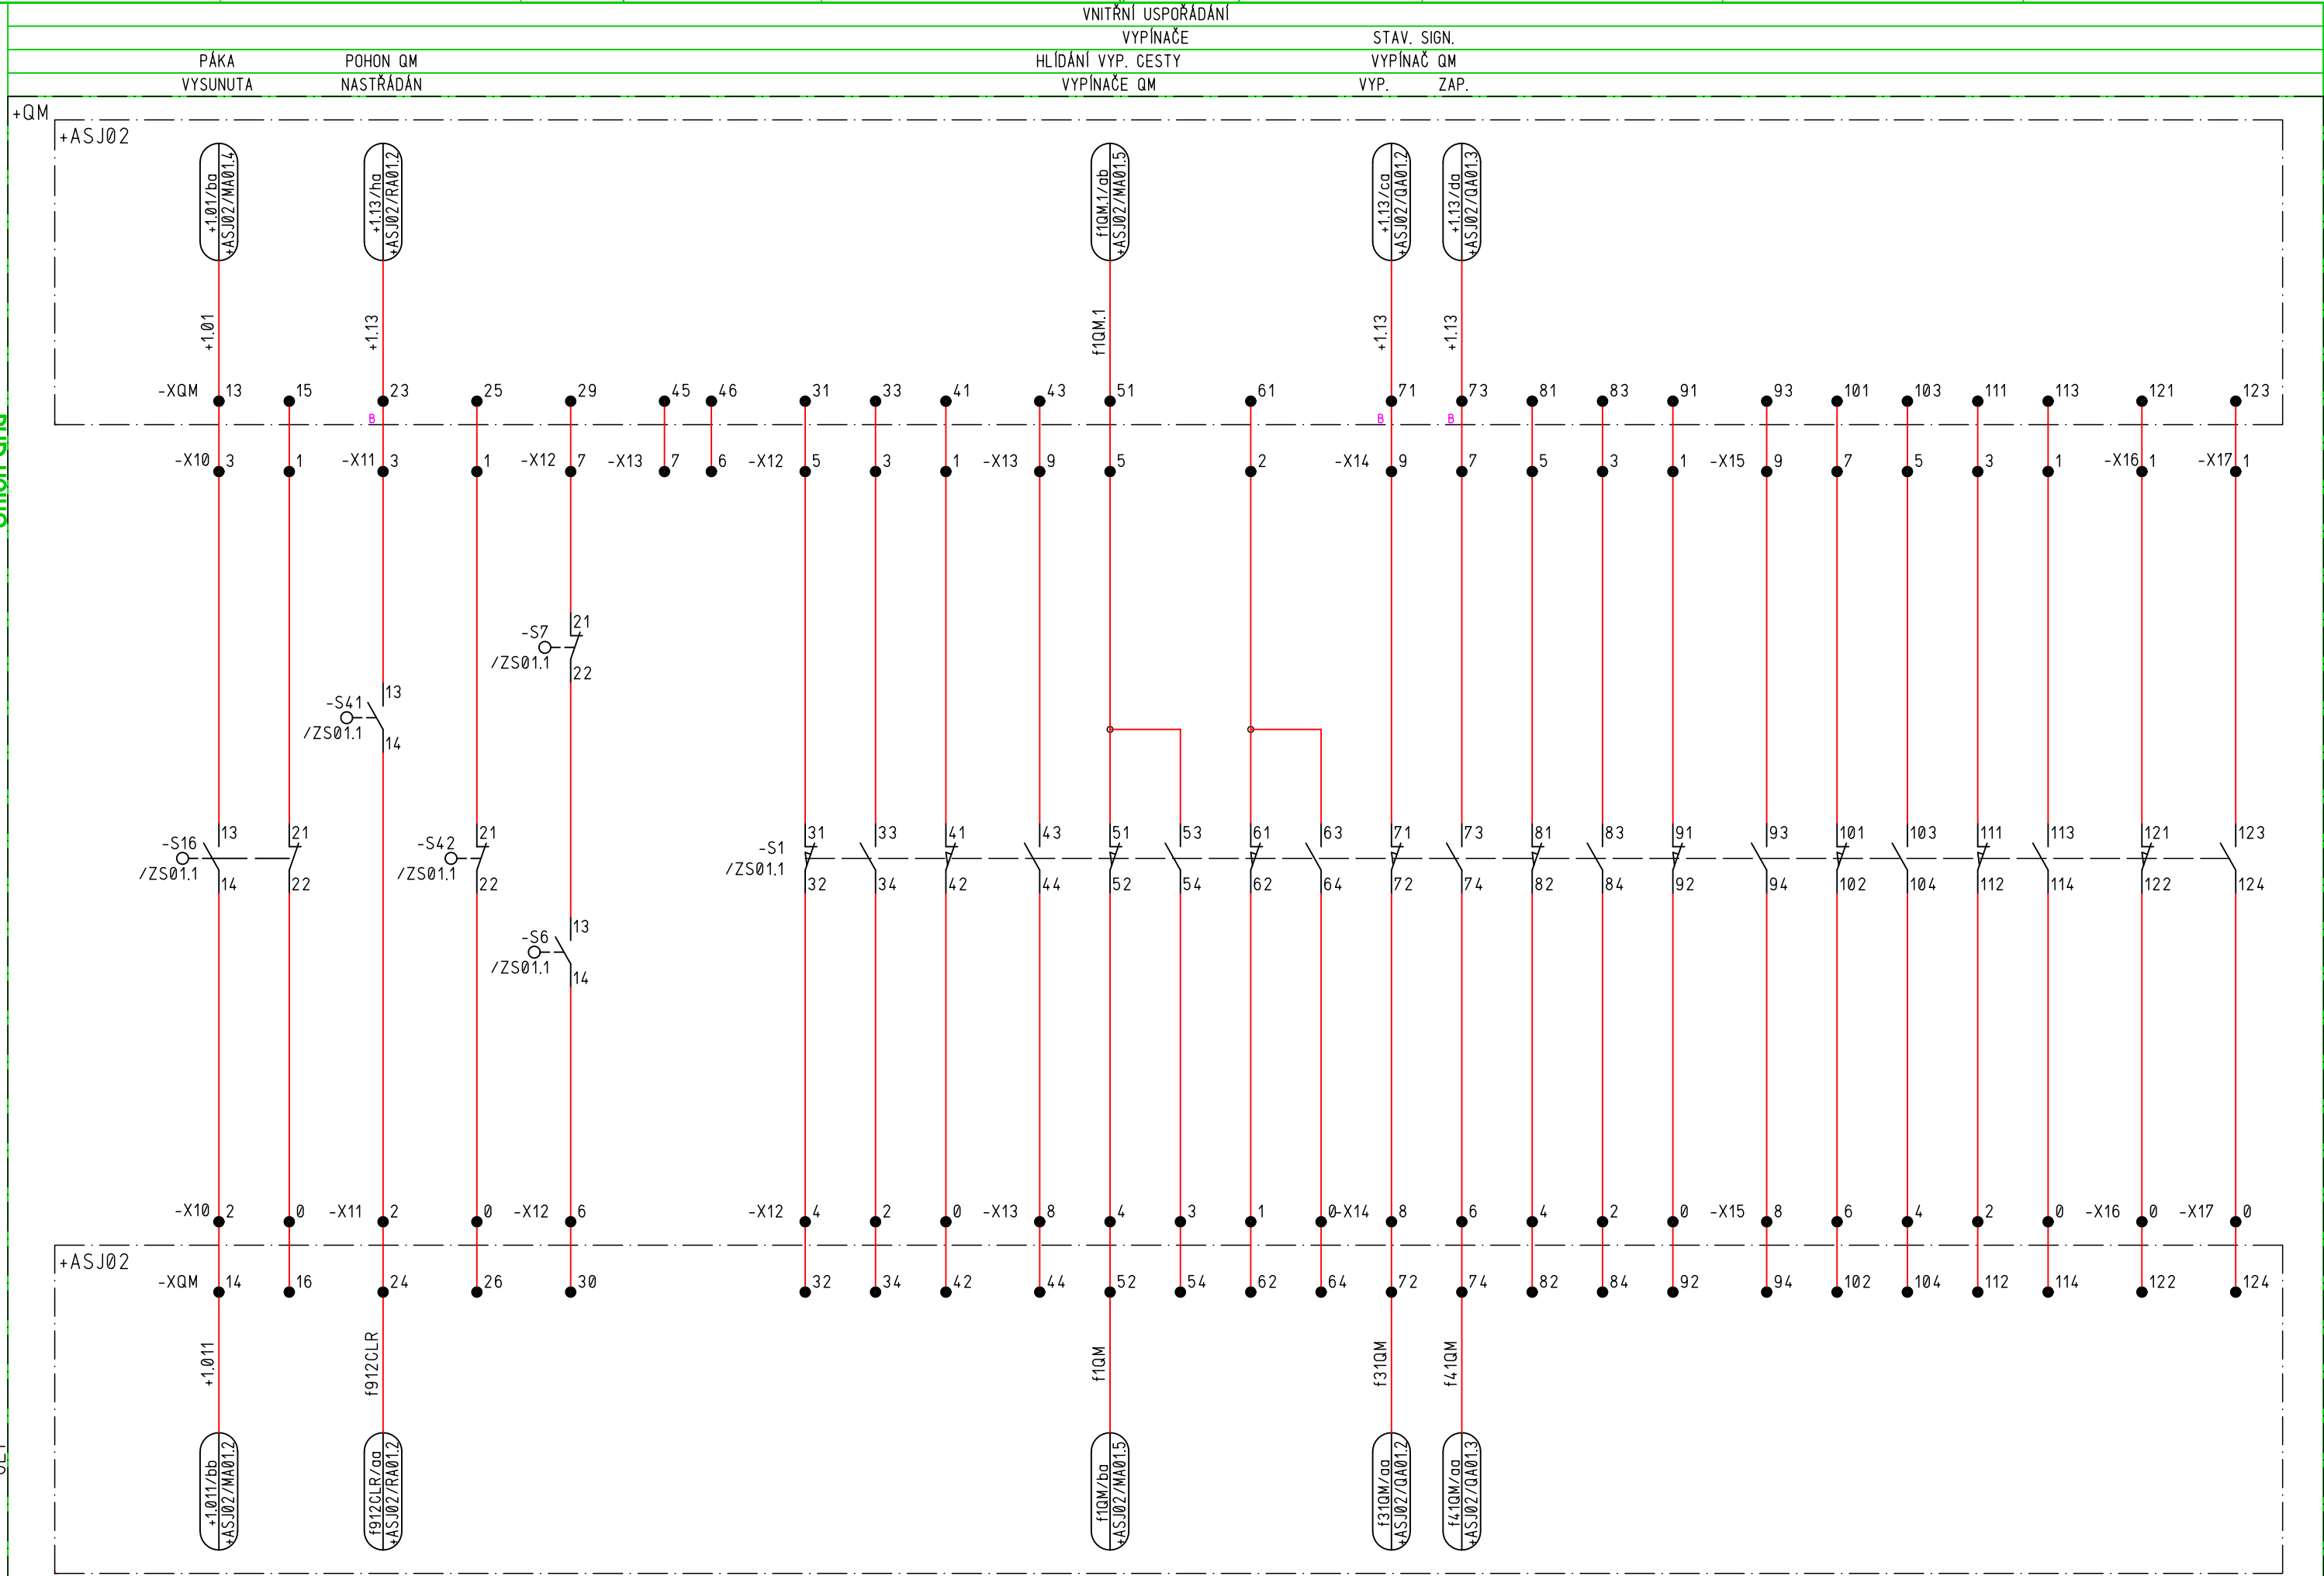 VNITŘNÍ USPOŘÁDÁNÍ
VYPÍNAČE STAV. SIGN.
PÁKA POHON QM HLÍDÁNÍ VYP. CESTY VYPÍNAČ QM
VYSUNUTA NASTŘÁDÁN VYPÍNAČE QM VYP. ZAP.
+QM
+ASJ02
+1.01/ba
+ASJ02/MA01.4
+1.13/ha
+ASJ02/RA01.2
f1QM.1/ab
+ASJ02/MA01.5
+1.13/ca
+ASJ02/QA01.2
+1.13/da
+ASJ02/QA01.3
+1.01 +1.13 f1QM.1 +1.13 +1.13
-XQM 13 15 23 25 29 45 46 31 33 41 43 51 61 71 73 81 83 91 93 101 103 111 113 121 123
B B B
-X10 3 1 -X11 3 1 -X12 7 -X13 7 6 -X12 5 3 1 -X13 9 5 2 -X14 9 7 5 3 1 -X15 9 7 5 3 1 -X16 1 -X17 1
-S7 21
/ZS01.1 22
-S41 13
/ZS01.1 14
-S16 13 21 -S42 21 -S1 31 33 41 43 51 53 61 63 71 73 81 83 91 93 101 103 111 113 121 123
/ZS01.1 14 22 /ZS01.1 22 /ZS01.1 32 34 42 44 52 54 62 64 72 74 82 84 92 94 102 104 112 114 122 124
-S6 13
/ZS01.1 14
-X10 2 0 -X11 2 0 -X12 6 -X12 4 2 0 -X13 8 4 3 1 0 -X14 8 6 4 2 0 -X15 8 6 4 2 0 -X16 0 -X17 0
+ASJ02
-XQM 14 16 24 26 30 32 34 42 44 52 54 62 64 72 74 82 84 92 94 102 104 112 114 122 124
+1.011 f912CLR f1QM f31QM f41QM
+1.011/bb
+ASJ02/MA01.2
f912CLR/aa
+ASJ02/RA01.2
f1QM/ba
+ASJ02/MA01.5
f31QM/aa
+ASJ02/QA01.2
f41QM/aa
+ASJ02/QA01.3